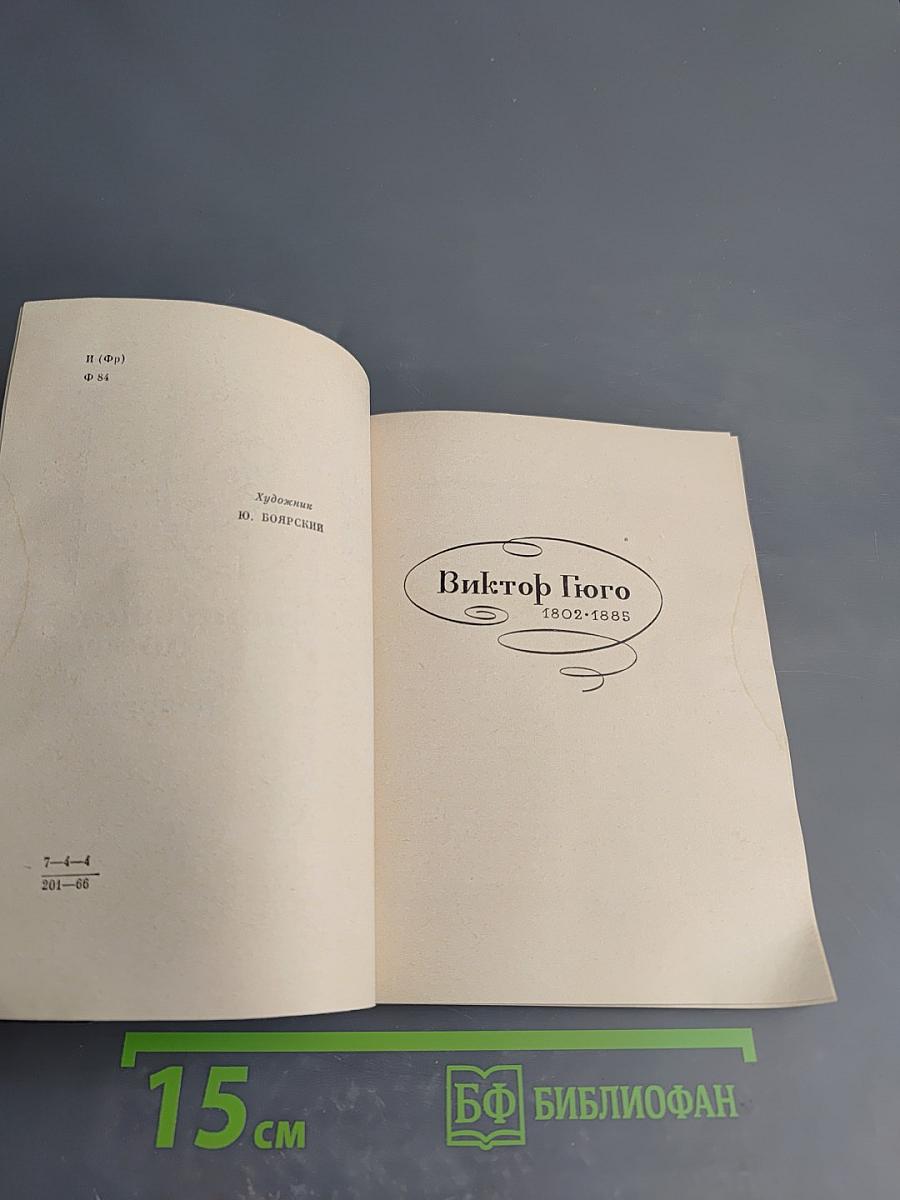 И (Фр)
Ф 84
Художник
Ю. БОЯРСКИЙ
7—4—4
201—66
Виктор Гюго
1802·1885
15 см
БФ БИБЛИОФАН